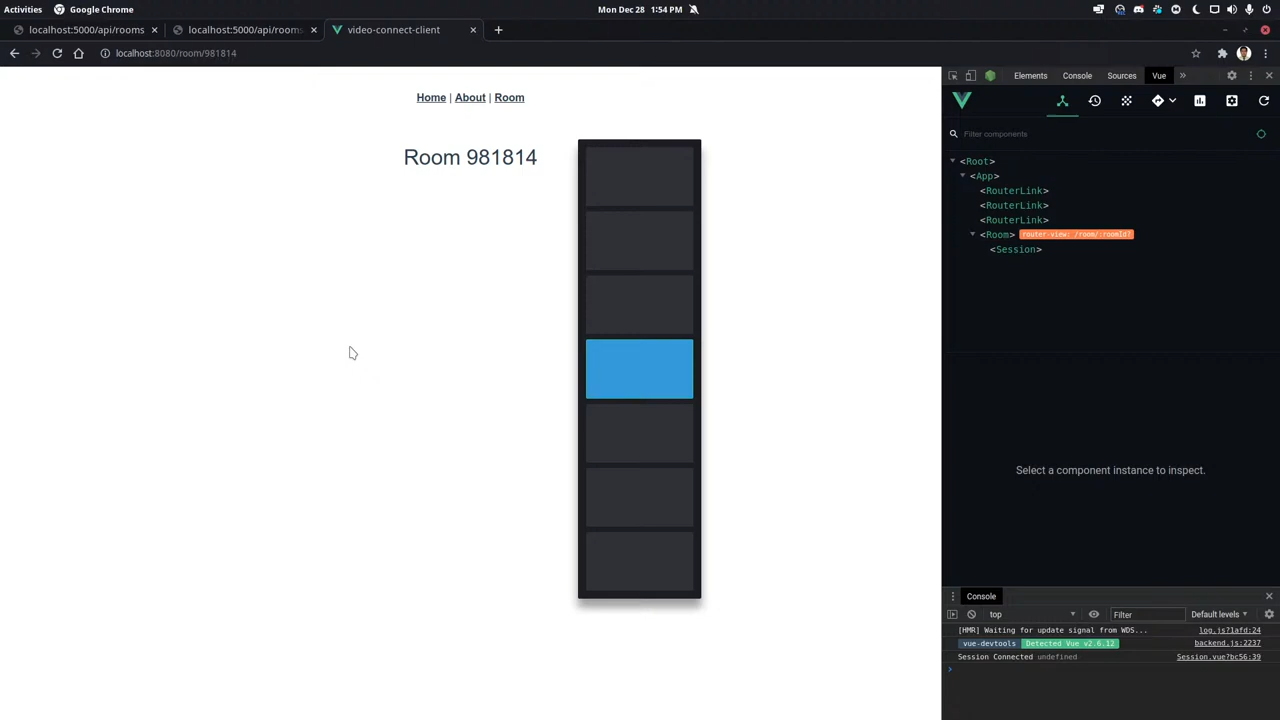 Activities
Google Chrome
Mon Dec 28 1:54 PM
localhost:5000/api/rooms
localhost:5000/api/rooms
video-connect-client
localhost:8080/room/981814
Home | About | Room
Room 981814
Elements Console Sources Vue »
Filter components
<Root>
<App>
<RouterLink>
<RouterLink>
<RouterLink>
<Room> router-view: /room/:roomId?
<Session>
Select a component instance to inspect.
Console
top Filter Default levels
[HMR] Waiting for update signal from WDS... log.js?1afd:24
vue-devtools Detected Vue v2.6.12 backend.js:2237
Session Connected undefined Session.vue?bc56:39